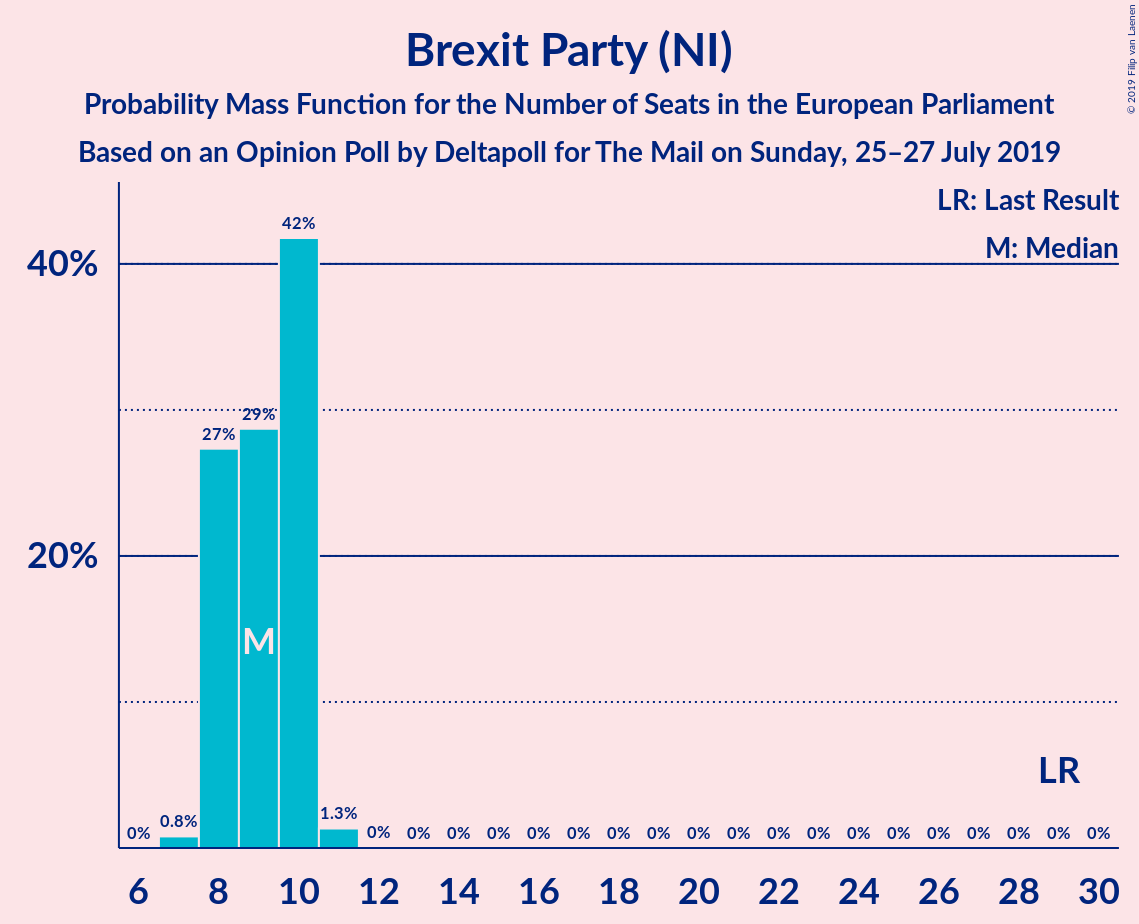 Brexit Party (NI)
Probability Mass Function for the Number of Seats in the European Parliament
Based on an Opinion Poll by Deltapoll for The Mail on Sunday, 25–27 July 2019
© 2019 Filip van Laenen
LR: Last Result
M: Median
40%
20%
42%
29%
27%
M
LR
0% 0.8% 1.3% 0% 0% 0% 0% 0% 0% 0% 0% 0% 0% 0% 0% 0% 0% 0% 0% 0% 0% 0%
6 8 10 12 14 16 18 20 22 24 26 28 30